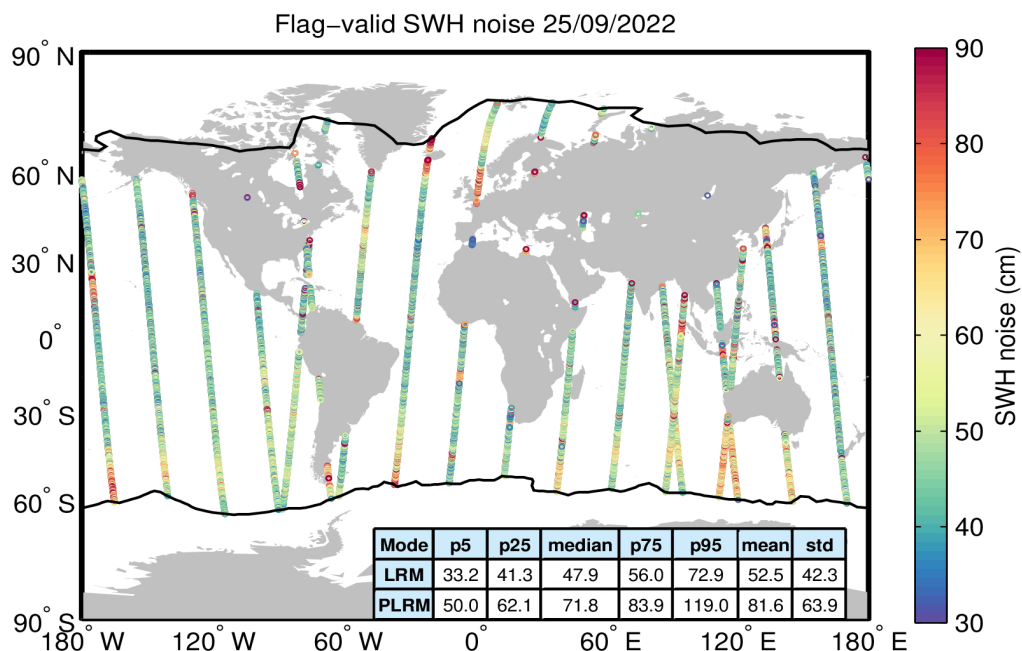 Flag−valid SWH noise 25/09/2022
90° N
60° N
30° N
0°
30° S
60° S
90° S
180° W
120° W
60° W
0°
60° E
120° E
180° E
Mode p5 p25 median p75 p95 mean std
LRM 33.2 41.3 47.9 56.0 72.9 52.5 42.3
PLRM 50.0 62.1 71.8 83.9 119.0 81.6 63.9
90
80
70
60
50
40
30
SWH noise (cm)